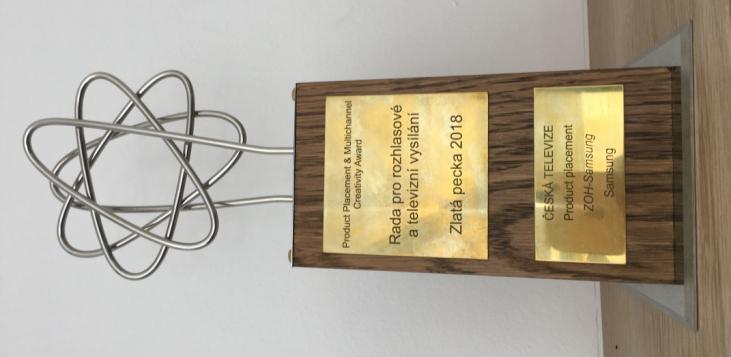 Product Placement & Multichannel
Creativity Award
Rada pro rozhlasové
a televizní vysílání
Zlatá pecka 2018
ČESKÁ TELEVIZE
Product placement
ZOH-Samsung
Samsung